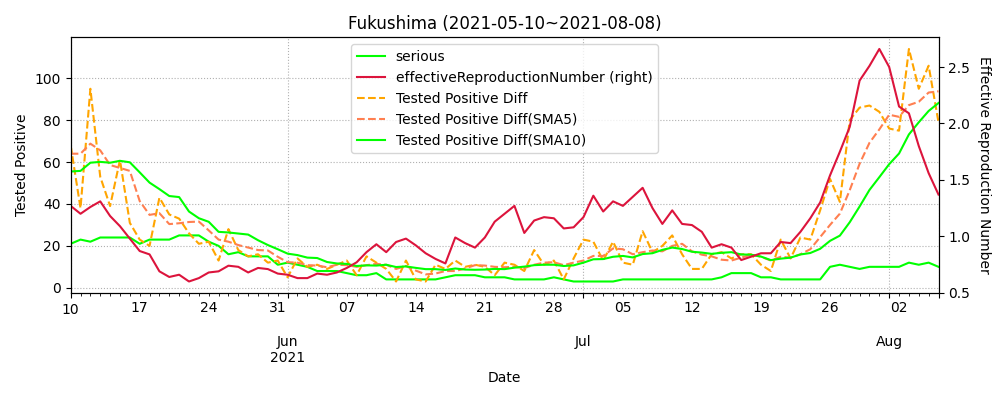 Fukushima (2021-05-10~2021-08-08)
serious
effectiveReproductionNumber (right)
Tested Positive Diff
Tested Positive Diff(SMA5)
Tested Positive Diff(SMA10)
Tested Positive
100
80
60
40
20
0
2.5
2.0
1.5
1.0
0.5
Effective Reproduction Number
10 17 24 31 07 14 21 28 05 12 19 26 02
Jun Jul Aug
2021
Date